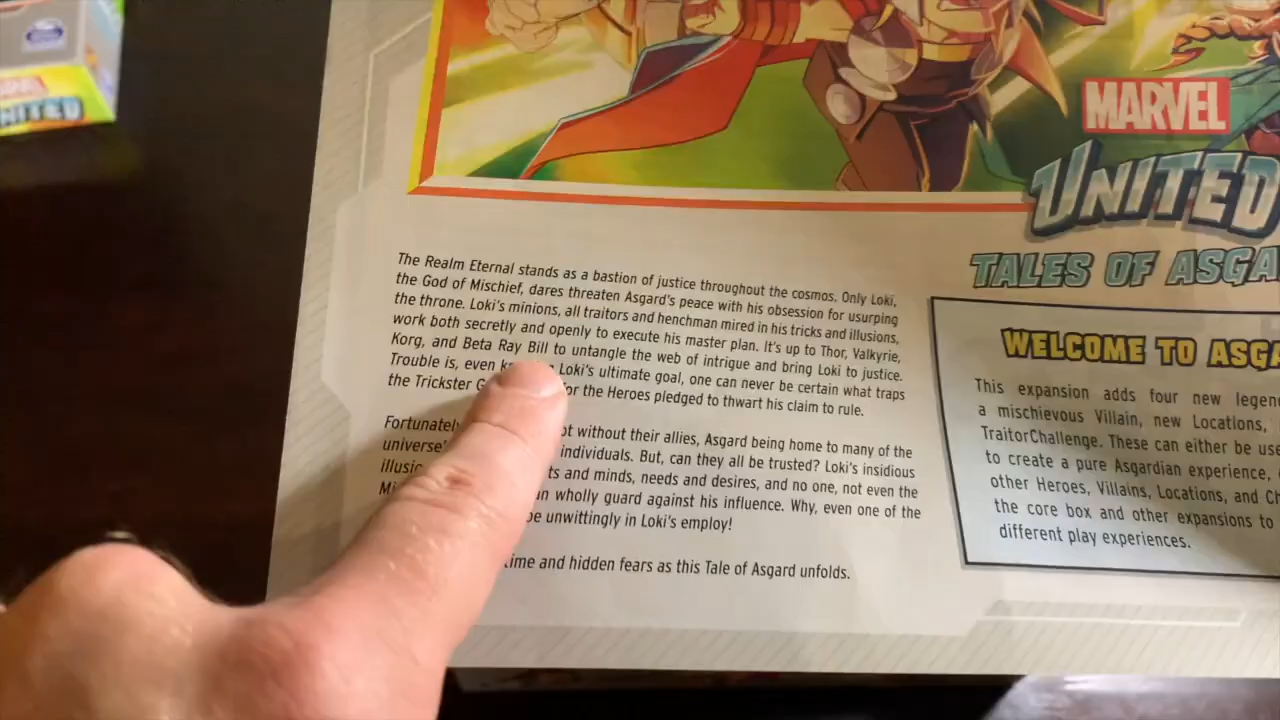 NITED
MARVEL
UNITED
TALES OF ASGA
The Realm Eternal stands as a bastion of justice throughout the cosmos. Only Loki,
the God of Mischief, dares threaten Asgard's peace with his obsession for usurping
the throne. Loki's minions, all traitors and henchman mired in his tricks and illusions,
work both secretly and openly to execute his master plan. It's up to Thor, Valkyrie,
Korg, and Beta Ray Bill to untangle the web of intrigue and bring Loki to justice.
Trouble is, even Loki's ultimate goal, one can never be certain what traps
the Trickster for the Heroes pledged to thwart his claim to rule.
Fortunately without their allies, Asgard being home to many of the
universe' individuals. But, can they all be trusted? Loki's insidious
illusio ts and minds, needs and desires, and no one, not even the
an wholly guard against his influence. Why, even one of the
be unwittingly in Loki's employ!
ime and hidden fears as this Tale of Asgard unfolds.
WELCOME TO ASG
This expansion adds four new legen
a mischievous Villain, new Locations,
TraitorChallenge. These can either be use
to create a pure Asgardian experience,
other Heroes, Villains, Locations, and Ch
the core box and other expansions to
different play experiences.